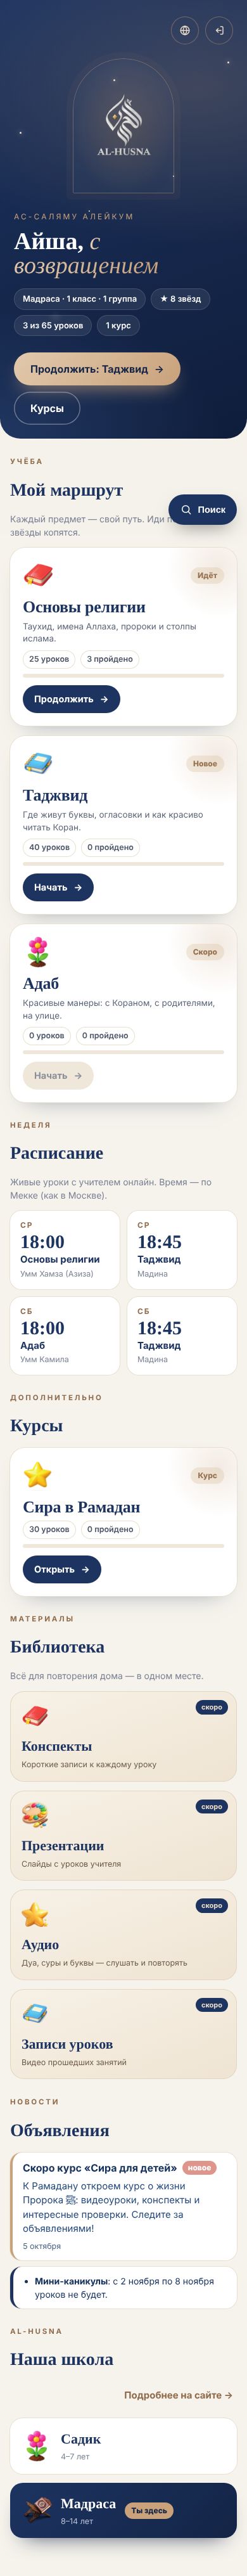 AL-HUSNA
АС-САЛЯМУ АЛЕЙКУМ
Айша, с
возвращением
Мадраса · 1 класс · 1 группа
★ 8 звёзд
3 из 65 уроков
1 курс
Продолжить: Таджвид →
Курсы
УЧЁБА
Мой маршрут
Поиск
Каждый предмет — свой путь. Иди
звёзды копятся.
Идёт
Основы религии
Таухид, имена Аллаха, пророки и столпы
ислама.
25 уроков
3 пройдено
Продолжить →
Новое
Таджвид
Где живут буквы, огласовки и как красиво
читать Коран.
40 уроков
0 пройдено
Начать →
Скоро
Адаб
Красивые манеры: с Кораном, с родителями,
на улице.
0 уроков
0 пройдено
Начать →
НЕДЕЛЯ
Расписание
Живые уроки с учителем онлайн. Время — по
Мекке (как в Москве).
СР
18:00
Основы религии
Умм Хамза (Азиза)
СР
18:45
Таджвид
Мадина
СБ
18:00
Адаб
Умм Камила
СБ
18:45
Таджвид
Мадина
ДОПОЛНИТЕЛЬНО
Курсы
Курс
Сира в Рамадан
30 уроков
0 пройдено
Открыть →
МАТЕРИАЛЫ
Библиотека
Всё для повторения дома — в одном месте.
скоро
Конспекты
Короткие записи к каждому уроку
скоро
Презентации
Слайды с уроков учителя
скоро
Аудио
Дуа, суры и буквы — слушать и повторять
скоро
Записи уроков
Видео прошедших занятий
НОВОСТИ
Объявления
Скоро курс «Сира для детей» новое
К Рамадану откроем курс о жизни
Пророка ﷺ: видеоуроки, конспекты и
интересные проверки. Следите за
объявлениями!
5 октября
• Мини-каникулы: с 2 ноября по 8 ноября
уроков не будет.
AL-HUSNA
Наша школа
Подробнее на сайте →
Садик
4–7 лет
Мадраса
Ты здесь
8–14 лет